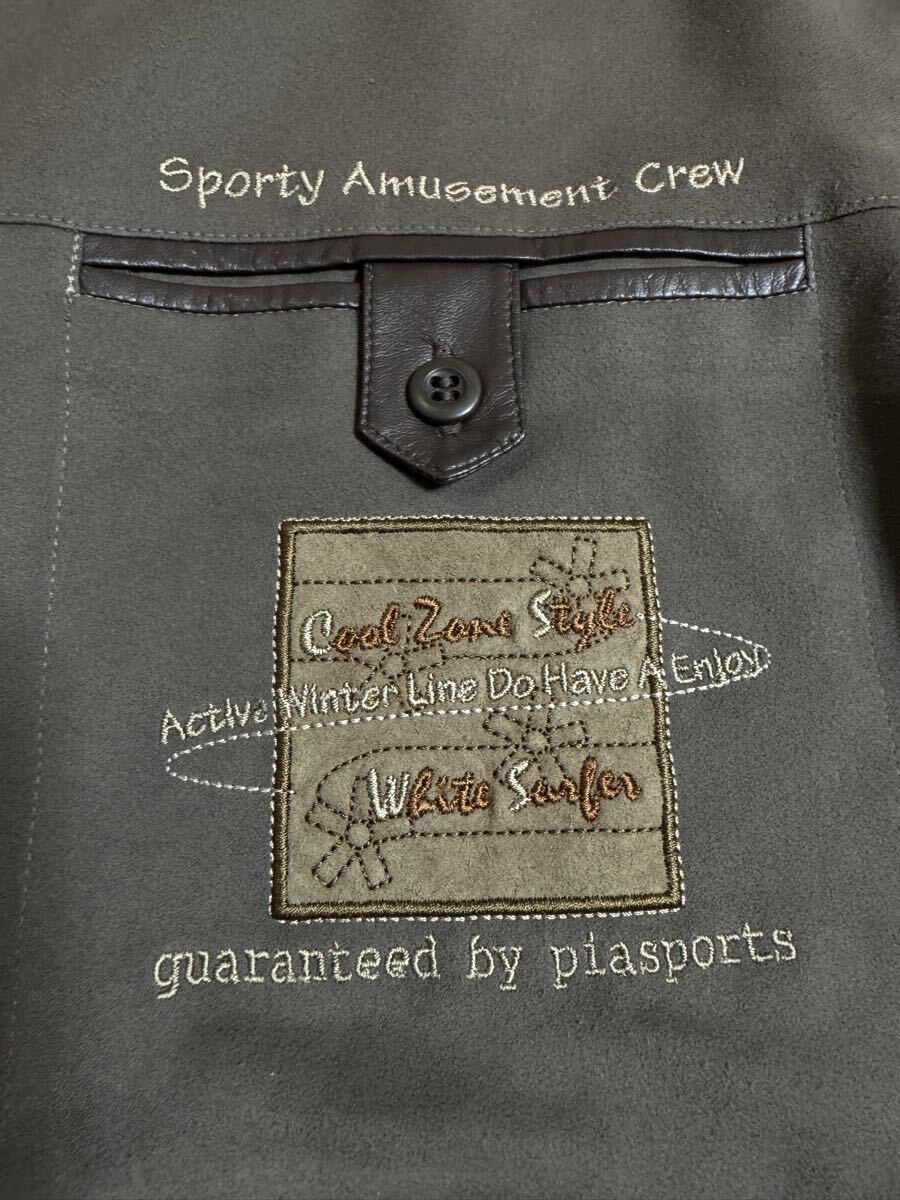 Sporty Amusement Crew
Cool Zone Style
Active Winter Line Do Have A Enjoy
White Surfer
guaranteed by piasports